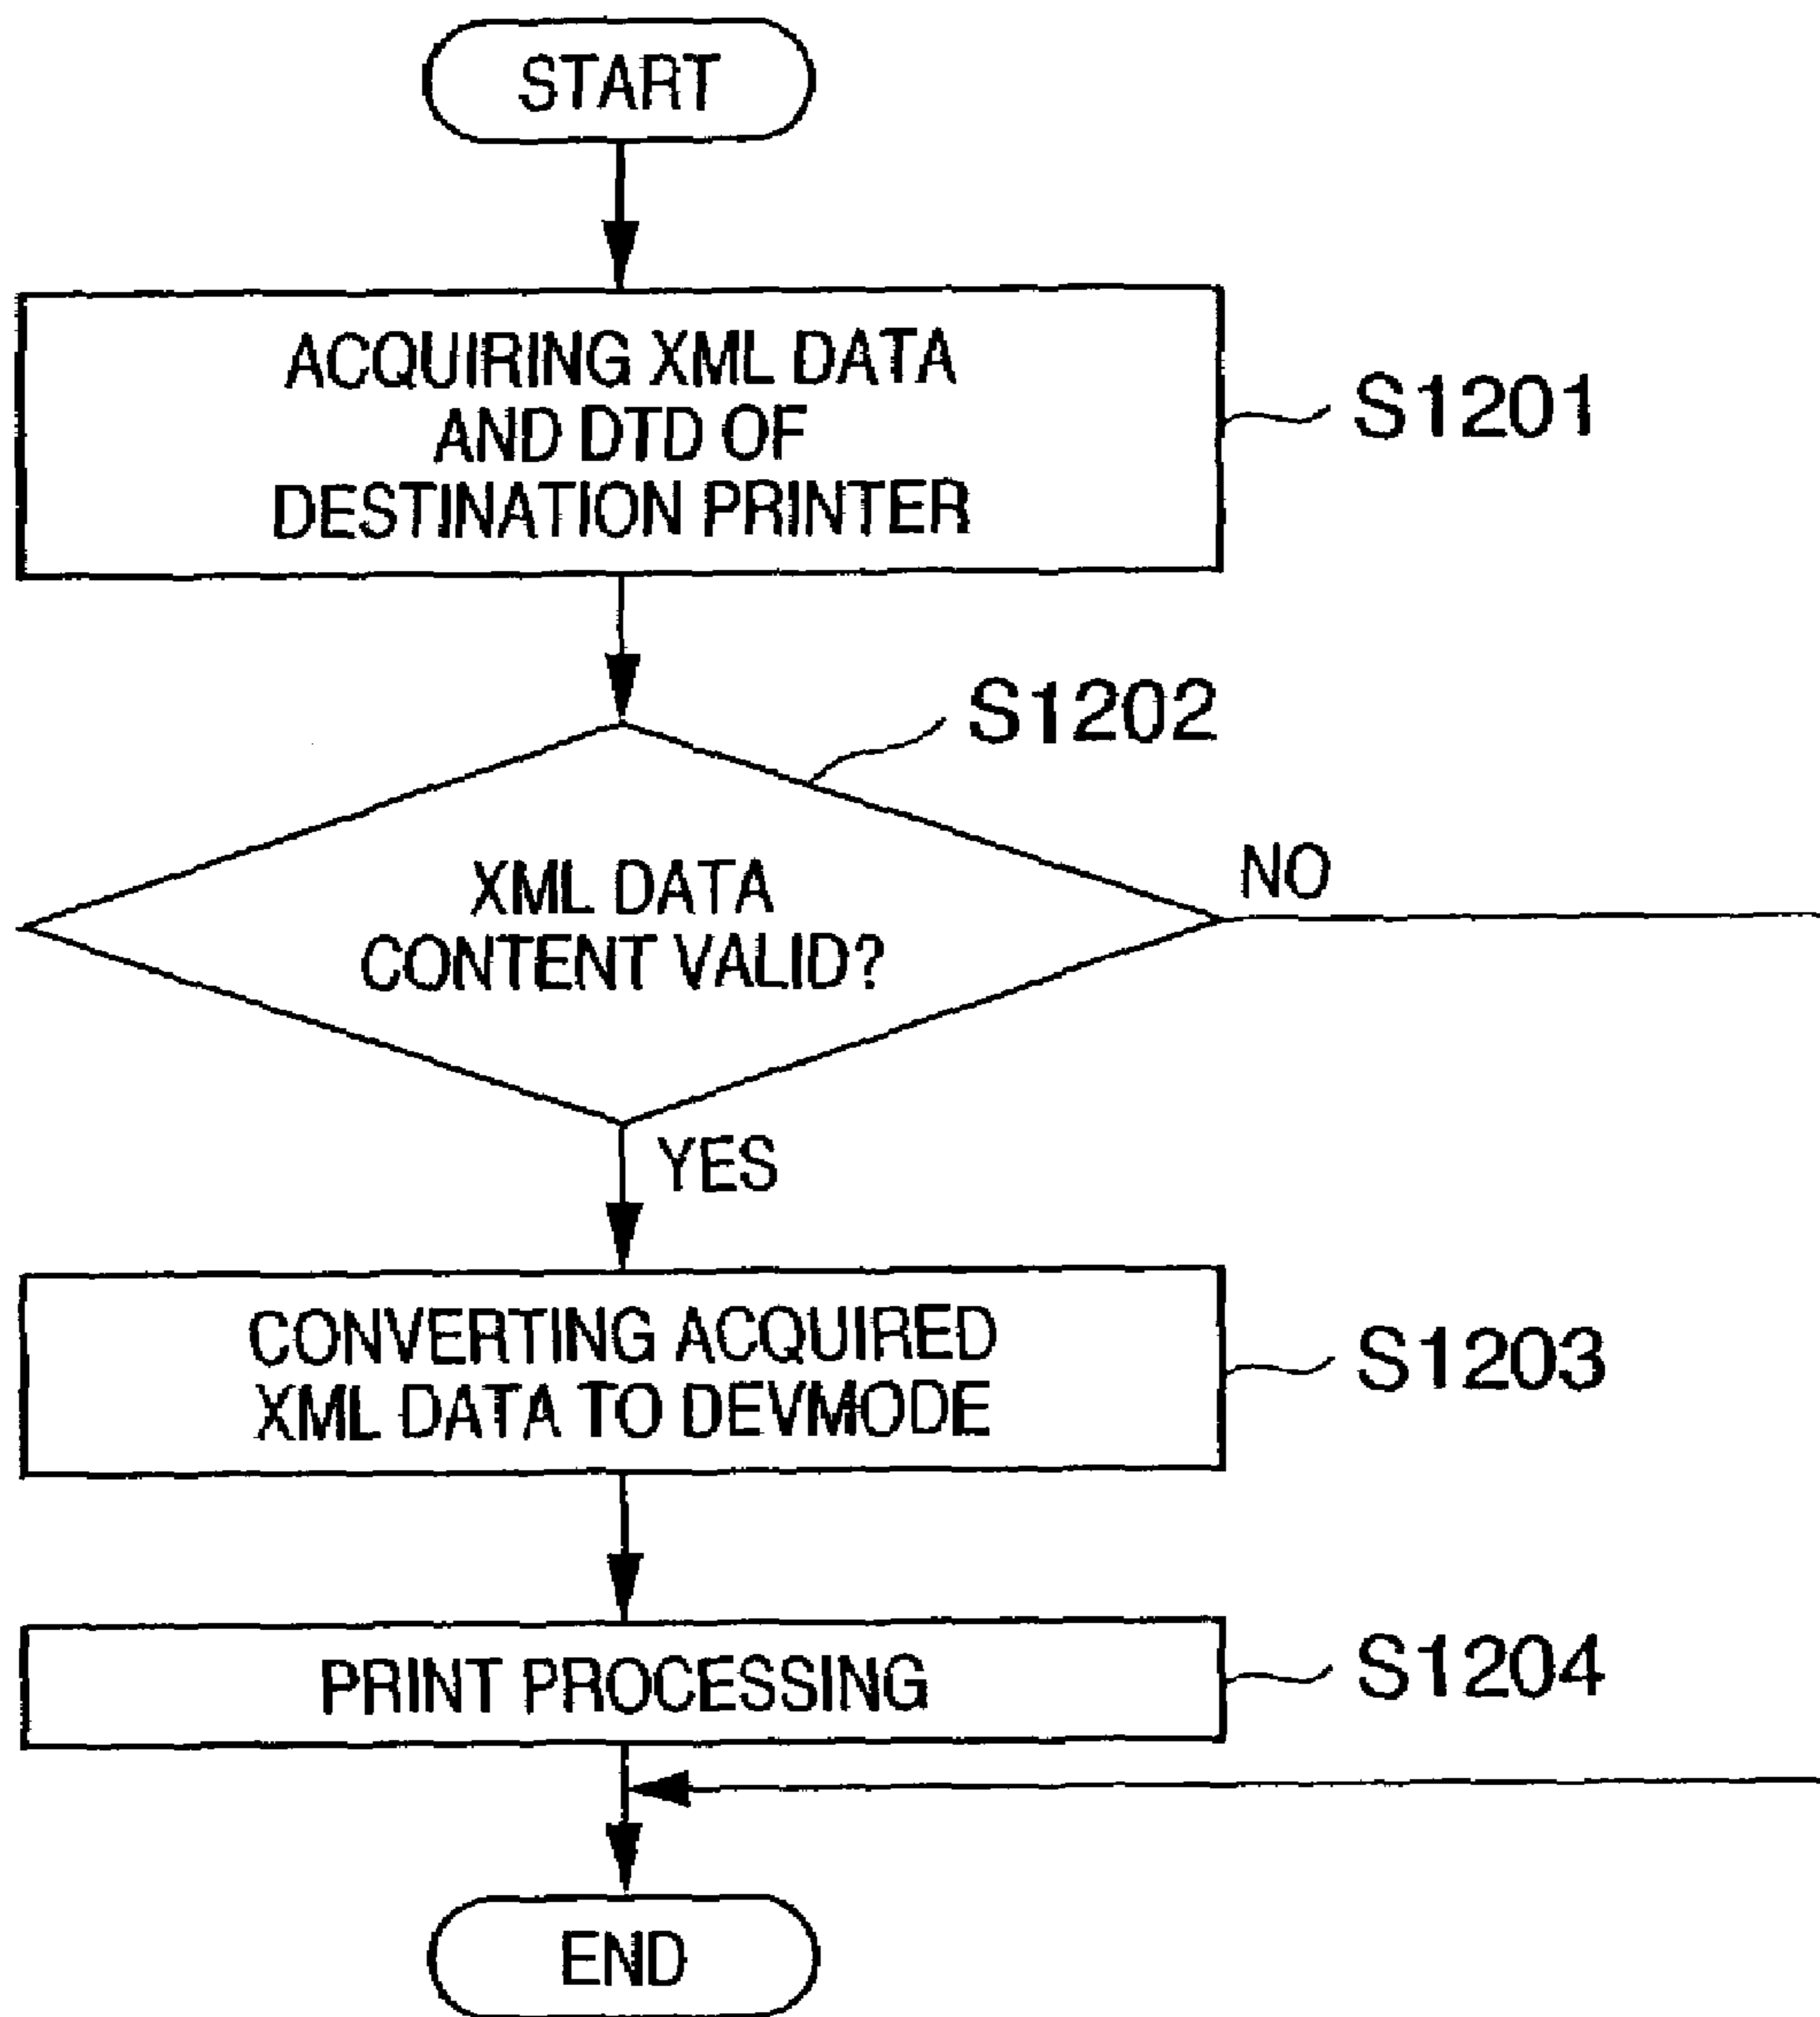 START
ACQUIRING XML DATA
AND DTD OF
DESTINATION PRINTER
S1201
S1202
XML DATA
CONTENT VALID?
NO
YES
CONVERTING ACQUIRED
XML DATA TO DEVMODE
S1203
PRINT PROCESSING
S1204
END